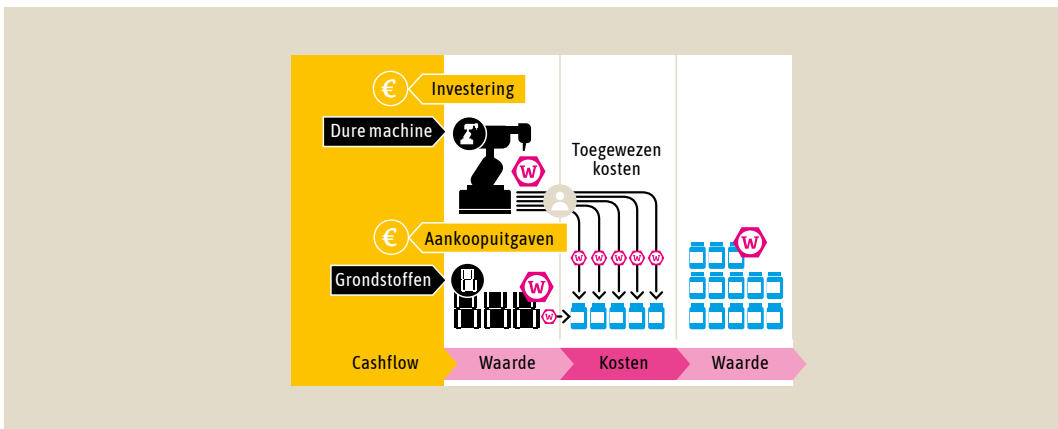 €
Investering
Dure machine
W
Toegewezen
kosten
€
Aankoopuitgaven
W
W W W W W
Grondstoffen
W
W
Cashflow
Waarde
Kosten
Waarde